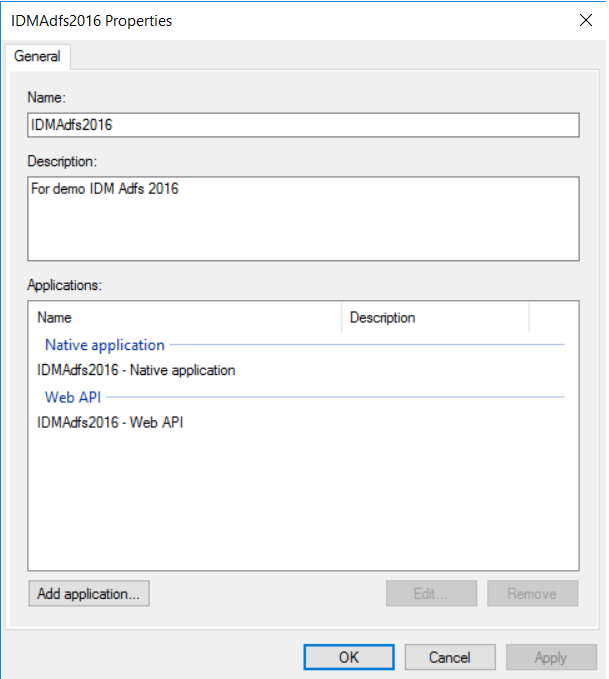 IDMAdfs2016 Properties
General
Name:
IDMAdfs2016
Description:
For demo IDM Adfs 2016
Applications:
Name Description
Native application
IDMAdfs2016 - Native application
Web API
IDMAdfs2016 - Web API
Add application... Edit... Remove
OK Cancel Apply